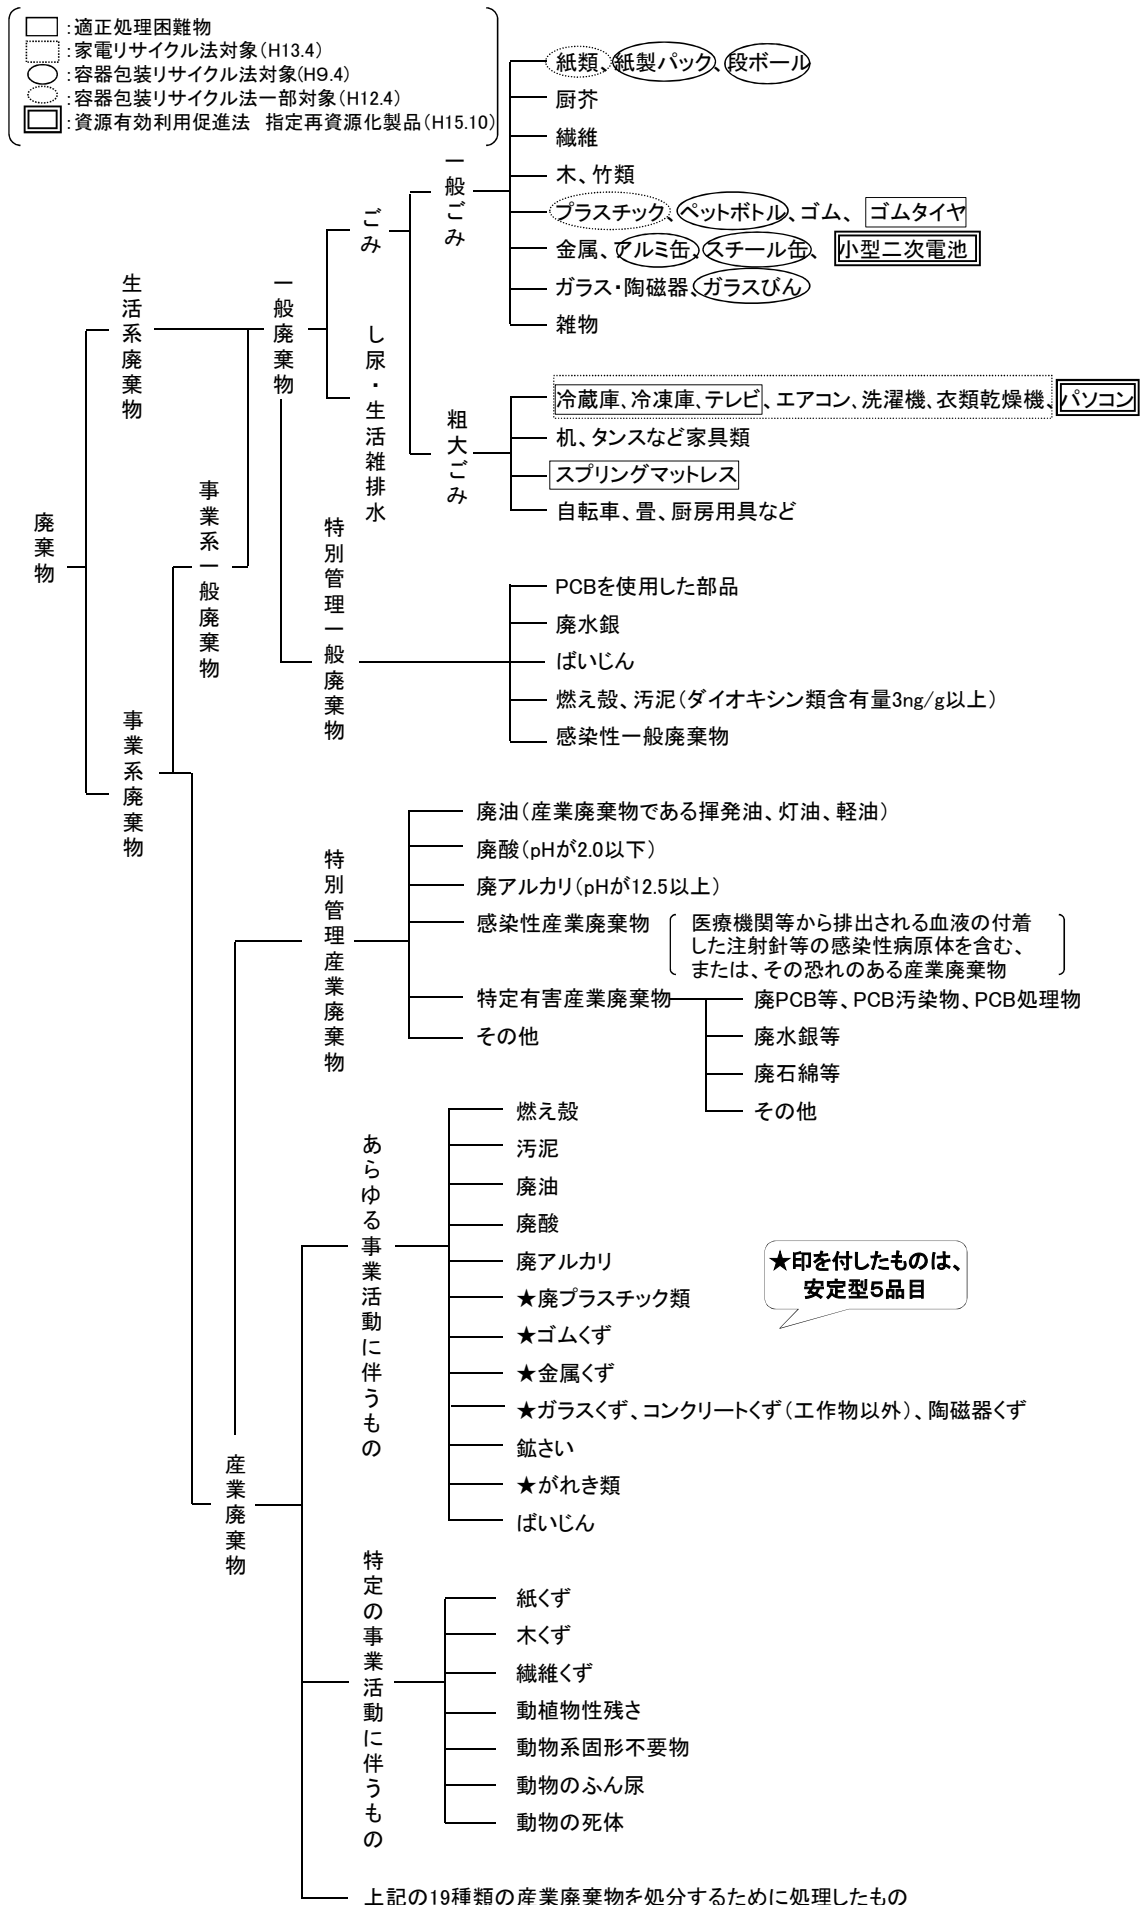 :適正処理困難物
:家電リサイクル法対象(H13.4)
:容器包装リサイクル法対象(H9.4)
:容器包装リサイクル法一部対象(H12.4)
:資源有効利用促進法 指定再資源化製品(H15.10)
廃棄物
生活系廃棄物
事業系廃棄物
事業系一般廃棄物
一般廃棄物
ごみ
し尿・生活雑排水
一般ごみ
紙類、紙製パック、段ボール
厨芥
繊維
木、竹類
プラスチック、ペットボトル、ゴム、ゴムタイヤ
金属、アルミ缶、スチール缶、小型二次電池
ガラス・陶磁器、ガラスびん
雑物
粗大ごみ
冷蔵庫、冷凍庫、テレビ、エアコン、洗濯機、衣類乾燥機、パソコン
机、タンスなど家具類
スプリングマットレス
自転車、畳、厨房用具など
特別管理一般廃棄物
PCBを使用した部品
廃水銀
ばいじん
燃え殻、汚泥(ダイオキシン類含有量3ng/g以上)
感染性一般廃棄物
特別管理産業廃棄物
廃油(産業廃棄物である揮発油、灯油、軽油)
廃酸(pHが2.0以下)
廃アルカリ(pHが12.5以上)
感染性産業廃棄物
医療機関等から排出される血液の付着
した注射針等の感染性病原体を含む、
または、その恐れのある産業廃棄物
特定有害産業廃棄物
廃PCB等、PCB汚染物、PCB処理物
廃水銀等
廃石綿等
その他
その他
産業廃棄物
あらゆる事業活動に伴うもの
燃え殻
汚泥
廃油
廃酸
廃アルカリ
★廃プラスチック類
★ゴムくず
★金属くず
★ガラスくず、コンクリートくず(工作物以外)、陶磁器くず
鉱さい
★がれき類
ばいじん
★印を付したものは、
安定型5品目
特定の事業活動に伴うもの
紙くず
木くず
繊維くず
動植物性残さ
動物系固形不要物
動物のふん尿
動物の死体
上記の19種類の産業廃棄物を処分するために処理したもの